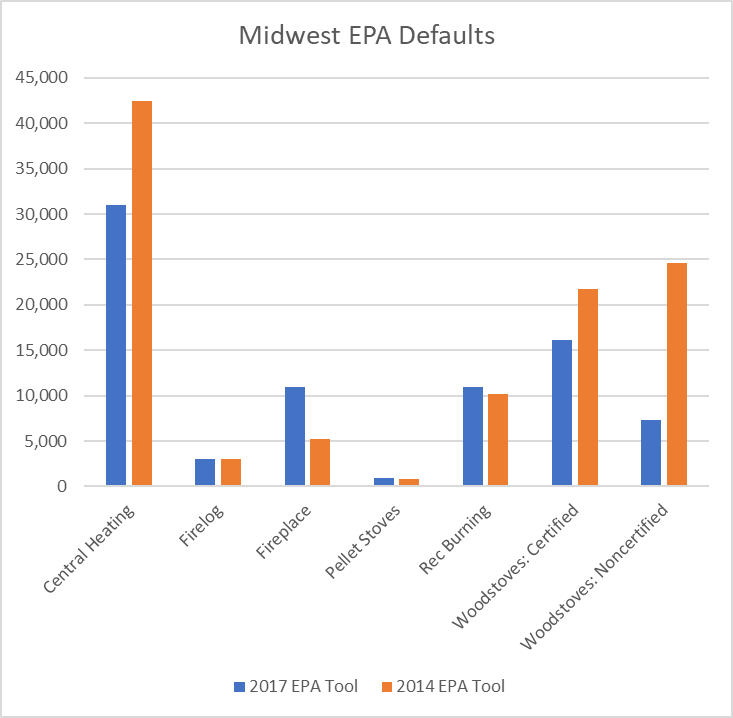 Midwest EPA Defaults
45,000
40,000
35,000
30,000
25,000
20,000
15,000
10,000
5,000
0
Central Heating
Firelog
Fireplace
Pellet Stoves
Rec Burning
Woodstoves: Certified
Woodstoves: Noncertified
2017 EPA Tool
2014 EPA Tool